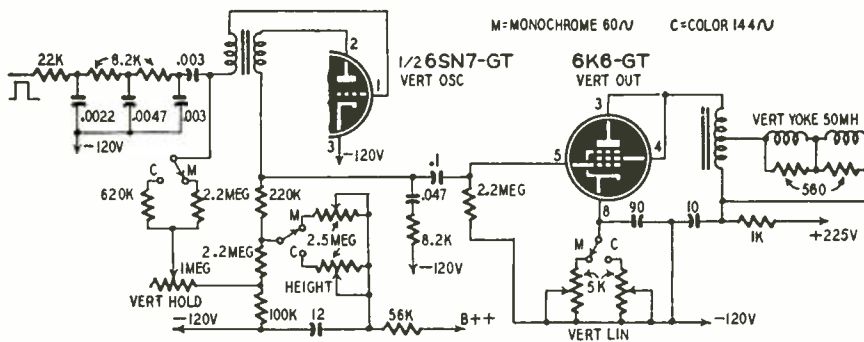 M=MONOCHROME 60∿ C=COLOR 144∿
22K
8.2K
.003
1/2 6SN7-GT
VERT OSC
2
1
3
-120V
6K6-GT
VERT OUT
3
4
5
8
.0022
.0047
.003
-120V
VERT YOKE 50MH
560
C
M
620K
2.2MEG
220K
.1
.047
2.2MEG
8.2K
-120V
90
10
1K
+225V
M
2.5MEG
C
HEIGHT
2.2MEG
1MEG
VERT HOLD
M
C
5K
-120V
100K
12
56K
B++
VERT LIN
-120V